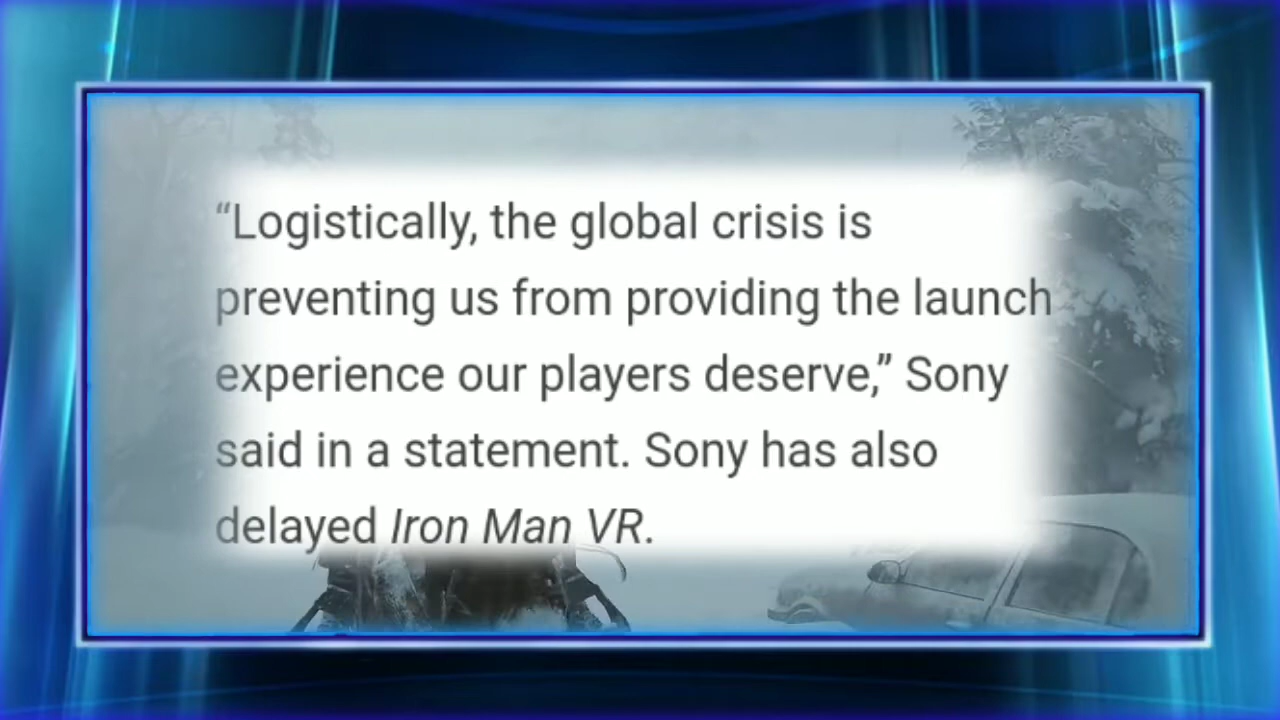 “Logistically, the global crisis is
preventing us from providing the launch
experience our players deserve,” Sony
said in a statement. Sony has also
delayed Iron Man VR.